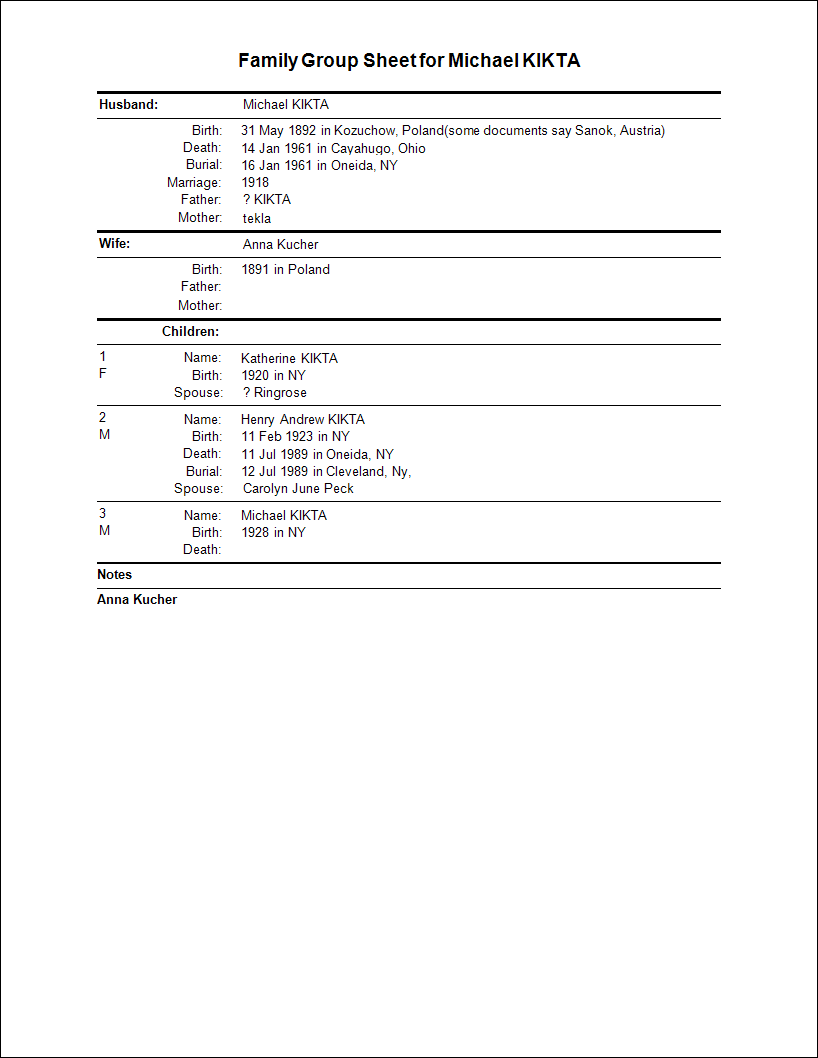 Family Group Sheet for Michael KIKTA
Husband: Michael KIKTA
Birth: 31 May 1892 in Kozuchow, Poland(some documents say Sanok, Austria)
Death: 14 Jan 1961 in Cayahugo, Ohio
Burial: 16 Jan 1961 in Oneida, NY
Marriage: 1918
Father: ? KIKTA
Mother: tekla
Wife: Anna Kucher
Birth: 1891 in Poland
Father:
Mother:
Children:
1 Name: Katherine KIKTA
F Birth: 1920 in NY
Spouse: ? Ringrose
2 Name: Henry Andrew KIKTA
M Birth: 11 Feb 1923 in NY
Death: 11 Jul 1989 in Oneida, NY
Burial: 12 Jul 1989 in Cleveland, Ny,
Spouse: Carolyn June Peck
3 Name: Michael KIKTA
M Birth: 1928 in NY
Death:
Notes
Anna Kucher